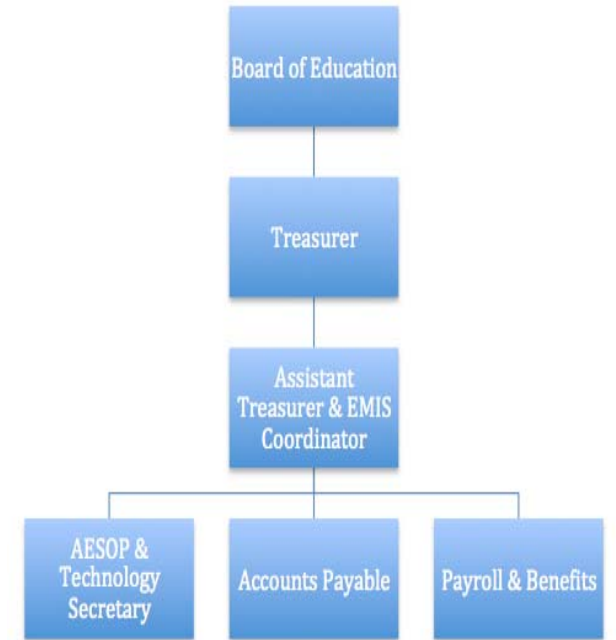 Board of Education
Treasurer
Assistant
Treasurer & EMIS
Coordinator
AESOP &
Technology
Secretary
Accounts Payable
Payroll & Benefits